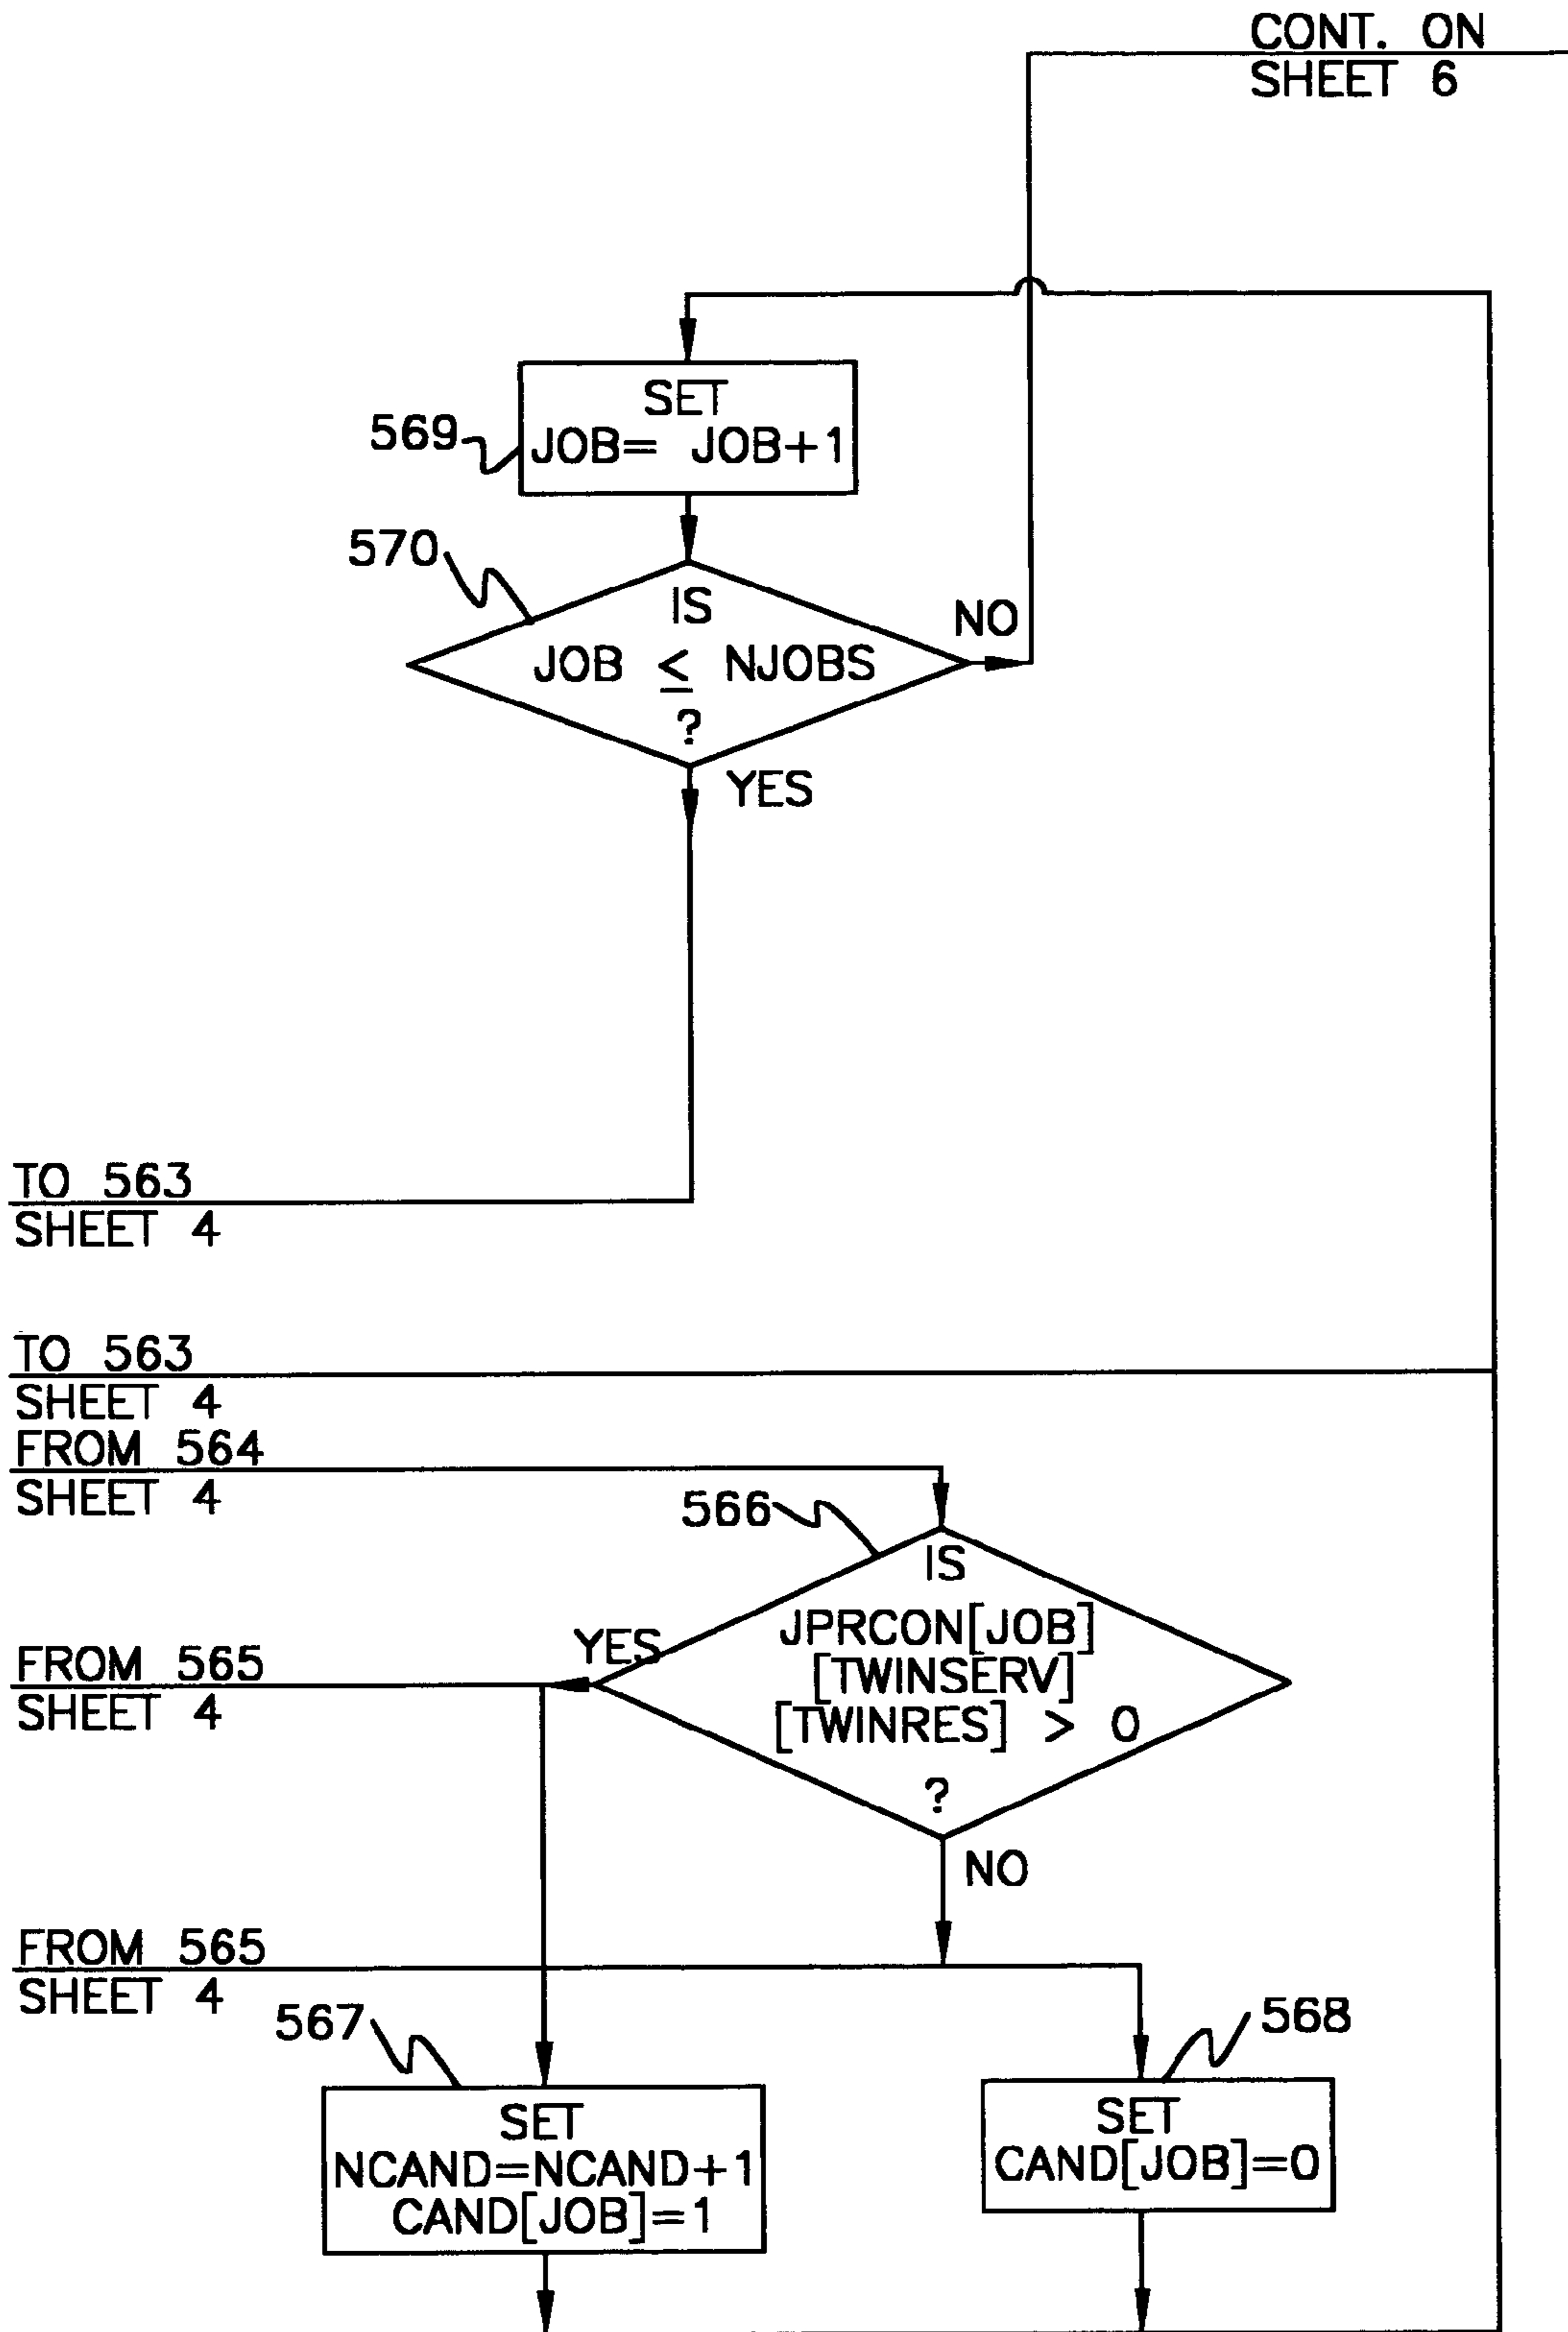 CONT. ON
SHEET 6
SET
569
JOB= JOB+1
570
IS
NO
JOB ≤ NJOBS
?
YES
TO 563
SHEET 4
TO 563
SHEET 4
FROM 564
SHEET 4
566
IS
JPRCON[JOB]
YES
[TWINSERV]
FROM 565
SHEET 4
[TWINRES] > 0
?
NO
FROM 565
SHEET 4
567
568
SET
NCAND=NCAND+1
CAND[JOB]=1
SET
CAND[JOB]=0